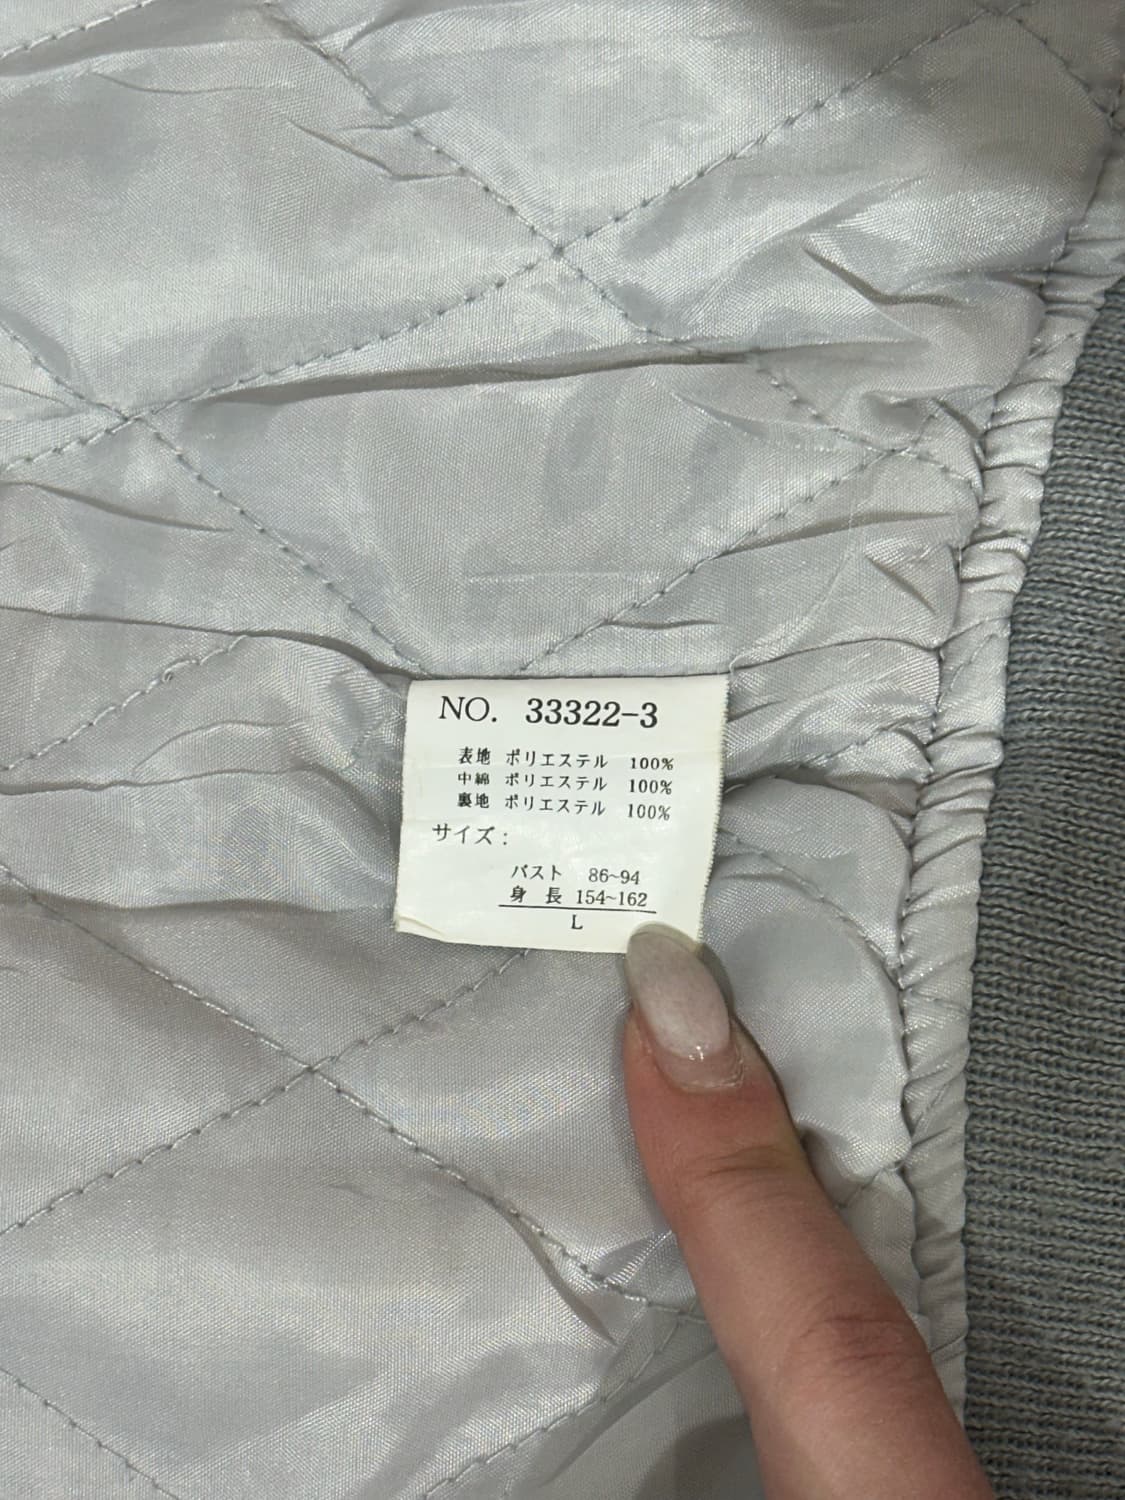 NO. 33322-3
表地 ポリエステル 100%
中綿 ポリエステル 100%
裏地 ポリエステル 100%
サイズ:
バスト 86~94
身長 154~162
L